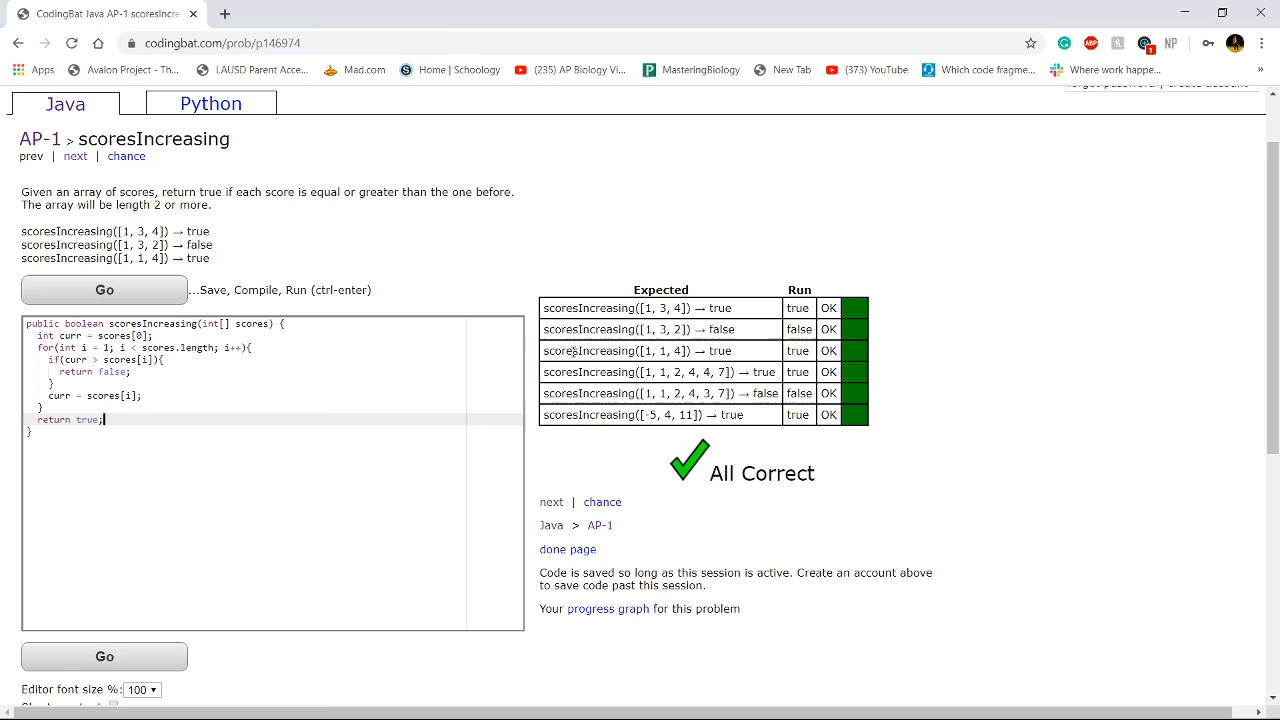 CodingBat Java AP-1 scoresIncre
codingbat.com/prob/p146974
ABP
1
NP
Apps
Avalon Project - Th...
LAUSD Parent Acce...
Mad.com
S
Home | Schoology
(235) AP Biology Vi...
P
MasteringBiology
New Tab
(373) YouTube
Which code fragme...
Where work happe...
»
Java
Python
forgot password | create account
AP-1 > scoresIncreasing
prev | next | chance
Given an array of scores, return true if each score is equal or greater than the one before.
The array will be length 2 or more.
scoresIncreasing([1, 3, 4]) → true
scoresIncreasing([1, 3, 2]) → false
scoresIncreasing([1, 1, 4]) → true
Go
...Save, Compile, Run (ctrl-enter)
public boolean scoresIncreasing(int[] scores) {
int curr = scores[0];
for(int i = 1; i < scores.length; i++){
if(curr > scores[i]){
return false;
}
curr = scores[i];
}
return true;
}
Expected Run
scoresIncreasing([1, 3, 4]) → true true OK
scoresIncreasing([1, 3, 2]) → false false OK
scoresIncreasing([1, 1, 4]) → true true OK
scoresIncreasing([1, 1, 2, 4, 4, 7]) → true true OK
scoresIncreasing([1, 1, 2, 4, 3, 7]) → false false OK
scoresIncreasing([-5, 4, 11]) → true true OK
All Correct
next | chance
Java > AP-1
done page
Code is saved so long as this session is active. Create an account above
to save code past this session.
Your progress graph for this problem
Go
Editor font size %: 100